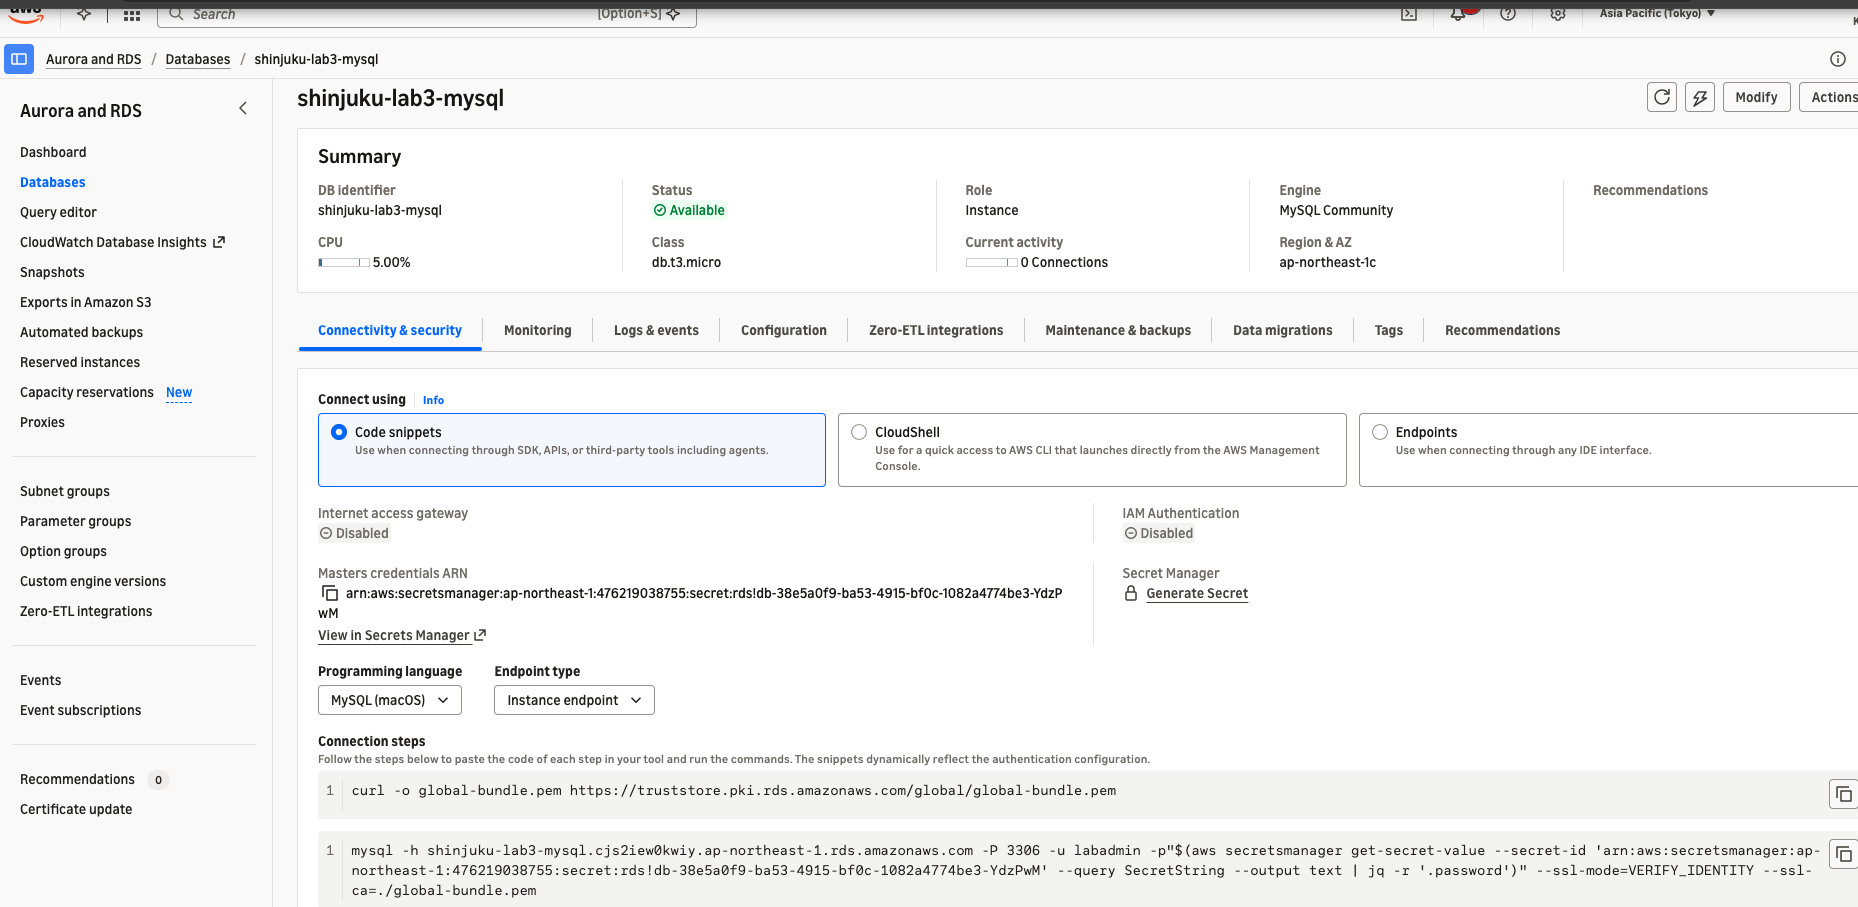 aws
Search
[Option+S]
Asia Pacific (Tokyo)
Aurora and RDS / Databases / shinjuku-lab3-mysql
Aurora and RDS
Dashboard
Databases
Query editor
CloudWatch Database Insights
Snapshots
Exports in Amazon S3
Automated backups
Reserved instances
Capacity reservations New
Proxies
Subnet groups
Parameter groups
Option groups
Custom engine versions
Zero-ETL integrations
Events
Event subscriptions
Recommendations 0
Certificate update
shinjuku-lab3-mysql
Modify
Actions
Summary
DB identifier
shinjuku-lab3-mysql
CPU
5.00%
Status
Available
Class
db.t3.micro
Role
Instance
Current activity
0 Connections
Engine
MySQL Community
Region & AZ
ap-northeast-1c
Recommendations
Connectivity & security
Monitoring
Logs & events
Configuration
Zero-ETL integrations
Maintenance & backups
Data migrations
Tags
Recommendations
Connect using Info
Code snippets
Use when connecting through SDK, APIs, or third-party tools including agents.
CloudShell
Use for a quick access to AWS CLI that launches directly from the AWS Management
Console.
Endpoints
Use when connecting through any IDE interface.
Internet access gateway
Disabled
IAM Authentication
Disabled
Masters credentials ARN
arn:aws:secretsmanager:ap-northeast-1:476219038755:secret:rds!db-38e5a0f9-ba53-4915-bf0c-1082a4774be3-YdzP
wM
View in Secrets Manager
Secret Manager
Generate Secret
Programming language
MySQL (macOS)
Endpoint type
Instance endpoint
Connection steps
Follow the steps below to paste the code of each step in your tool and run the commands. The snippets dynamically reflect the authentication configuration.
1 curl -o global-bundle.pem https://truststore.pki.rds.amazonaws.com/global/global-bundle.pem
1 mysql -h shinjuku-lab3-mysql.cjs2iew0kwiy.ap-northeast-1.rds.amazonaws.com -P 3306 -u labadmin -p"$(aws secretsmanager get-secret-value --secret-id 'arn:aws:secretsmanager:ap-
northeast-1:476219038755:secret:rds!db-38e5a0f9-ba53-4915-bf0c-1082a4774be3-YdzPwM' --query SecretString --output text | jq -r '.password')" --ssl-mode=VERIFY_IDENTITY --ssl-
ca=./global-bundle.pem